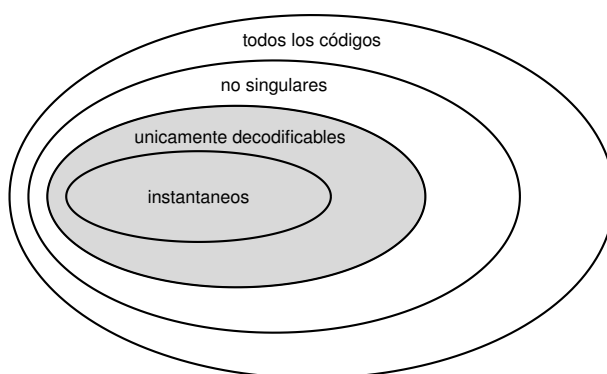 todos los códigos
no singulares
unicamente decodificables
instantaneos